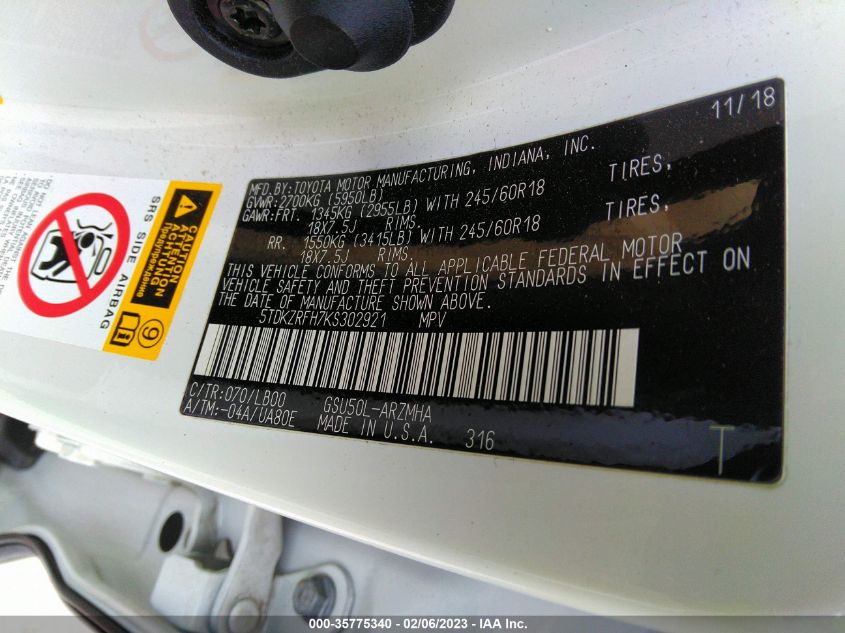 11/18
MFD.BY:TOYOTA MOTOR MANUFACTURING, INDIANA, INC.
GVWR:2700KG (5950LB)
GAWR:FRT. 1345KG (2955LB) WITH 245/60R18 TIRES,
18X7.5J RIMS.
RR. 1550KG (3415LB) WITH 245/60R18 TIRES,
18X7.5J RIMS.
THIS VEHICLE CONFORMS TO ALL APPLICABLE FEDERAL MOTOR
VEHICLE SAFETY AND THEFT PREVENTION STANDARDS IN EFFECT ON
THE DATE OF MANUFACTURE SHOWN ABOVE.
5TDKZRFH7KS302921 MPV
C/TR:070/LB00 GSU50L-ARZMHA
A/TM:-04A/UA80E MADE IN U.S.A. 316
T
SRS SIDE AIRBAG
CAUTION
ACHTUNG
ATTENTION
9
000-35775340 - 02/06/2023 - IAA Inc.